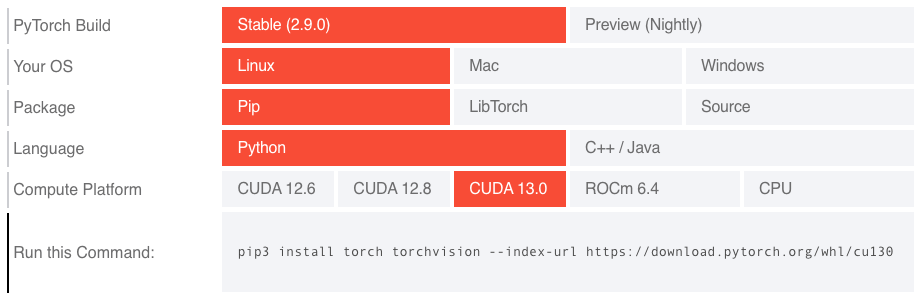 PyTorch Build Stable (2.9.0) Preview (Nightly)
Your OS Linux Mac Windows
Package Pip LibTorch Source
Language Python C++ / Java
Compute Platform CUDA 12.6 CUDA 12.8 CUDA 13.0 ROCm 6.4 CPU
Run this Command: pip3 install torch torchvision --index-url https://download.pytorch.org/whl/cu130